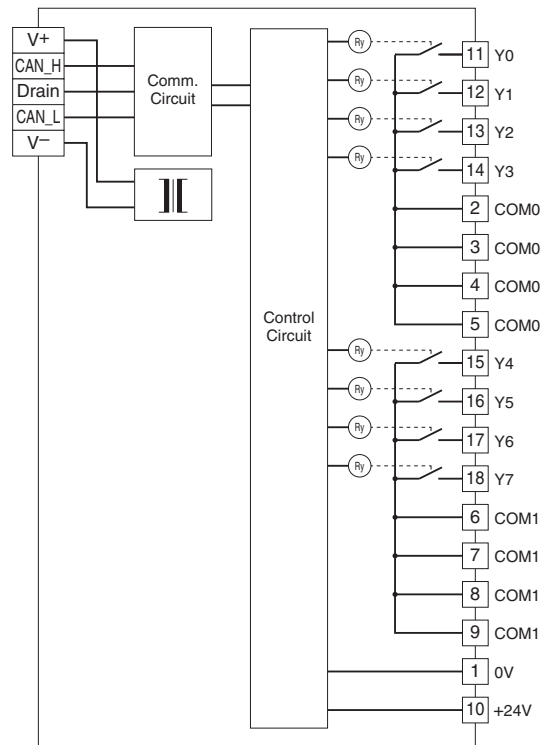 V+
CAN_H
Drain
CAN_L
V−
Comm.
Circuit
Control
Circuit
Ry
11 Y0
Ry
12 Y1
Ry
13 Y2
Ry
14 Y3
2 COM0
3 COM0
4 COM0
5 COM0
Ry
15 Y4
Ry
16 Y5
Ry
17 Y6
Ry
18 Y7
6 COM1
7 COM1
8 COM1
9 COM1
1 0V
10 +24V